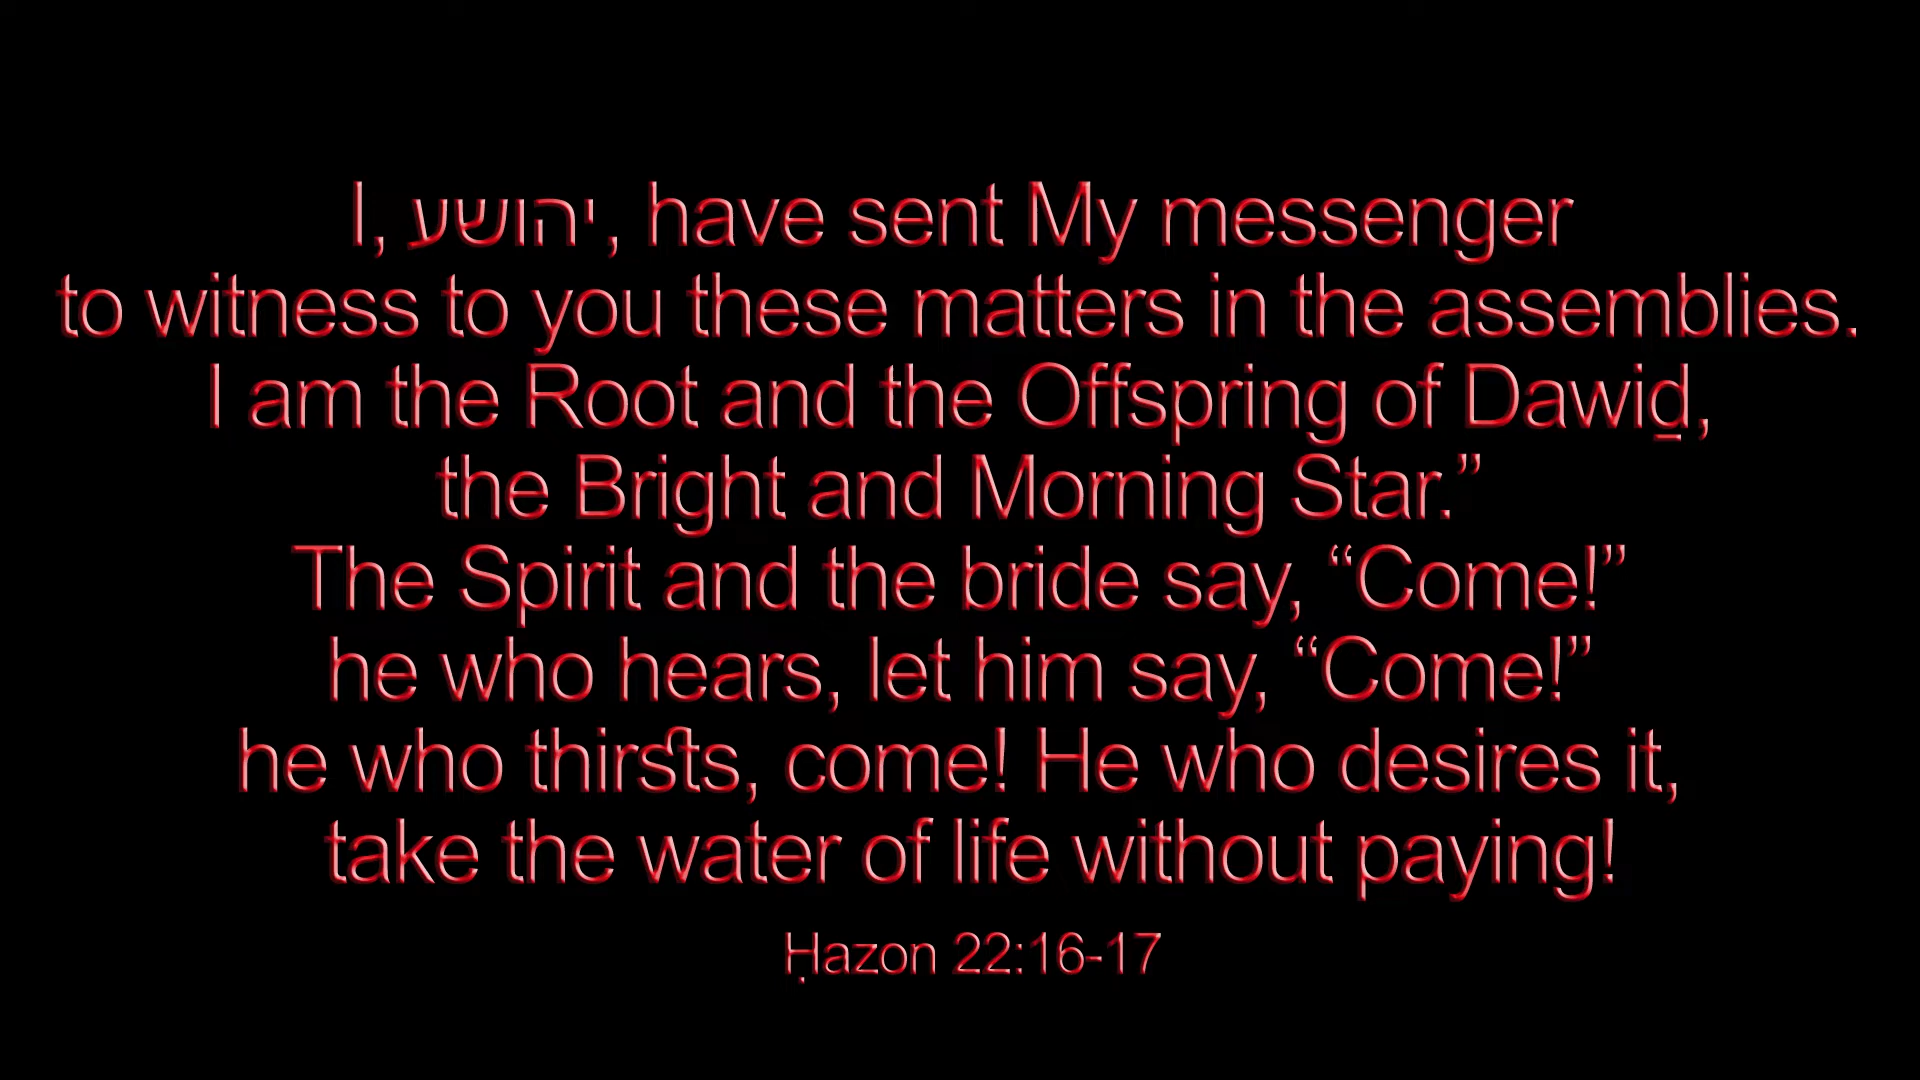 I, יהושע, have sent My messenger
to witness to you these matters in the assemblies.
I am the Root and the Offspring of Dawiḏ,
the Bright and Morning Star.”
The Spirit and the bride say, “Come!”
he who hears, let him say, “Come!”
he who thirsts, come! He who desires it,
take the water of life without paying!
Ḥazon 22:16-17